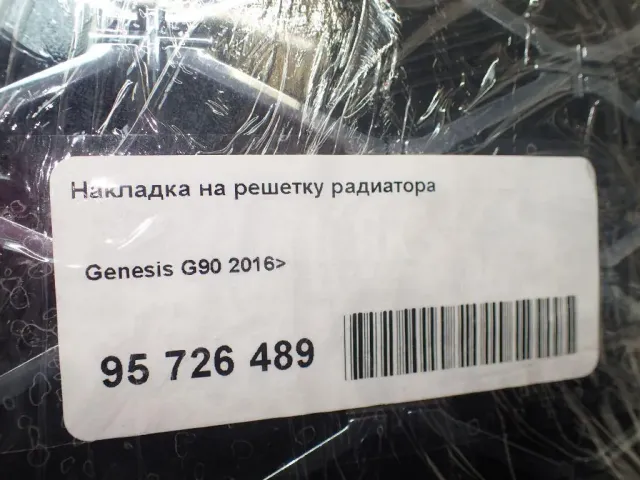 Накладка на решетку радиатора
Genesis G90 2016>
95 726 489